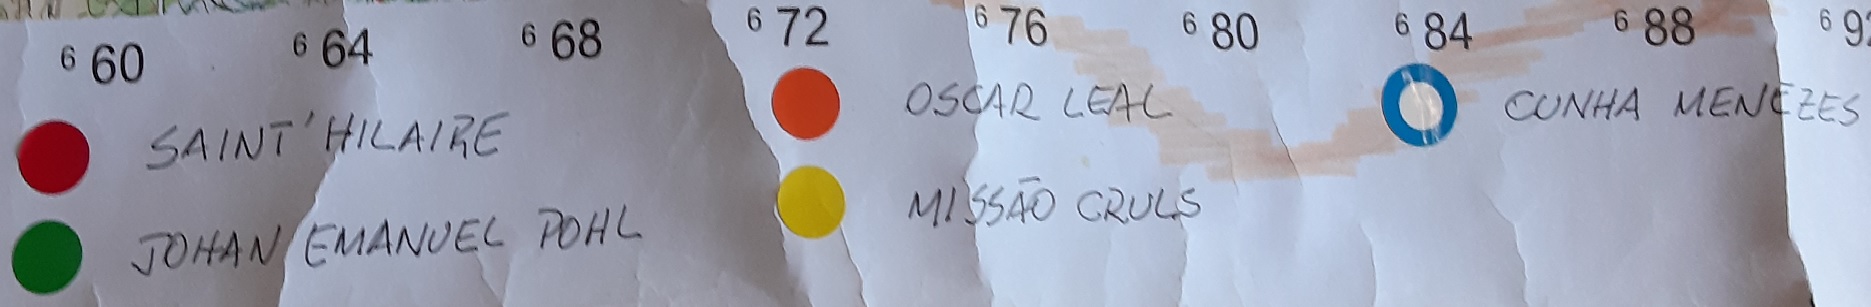 6 60 6 64 6 68 6 72 6 76 6 80 6 84 6 88
SAINT'HILAIRE
JOHAN EMANUEL POHL
OSCAR LEAL
MISSÃO CRULS
CUNHA MENEZES